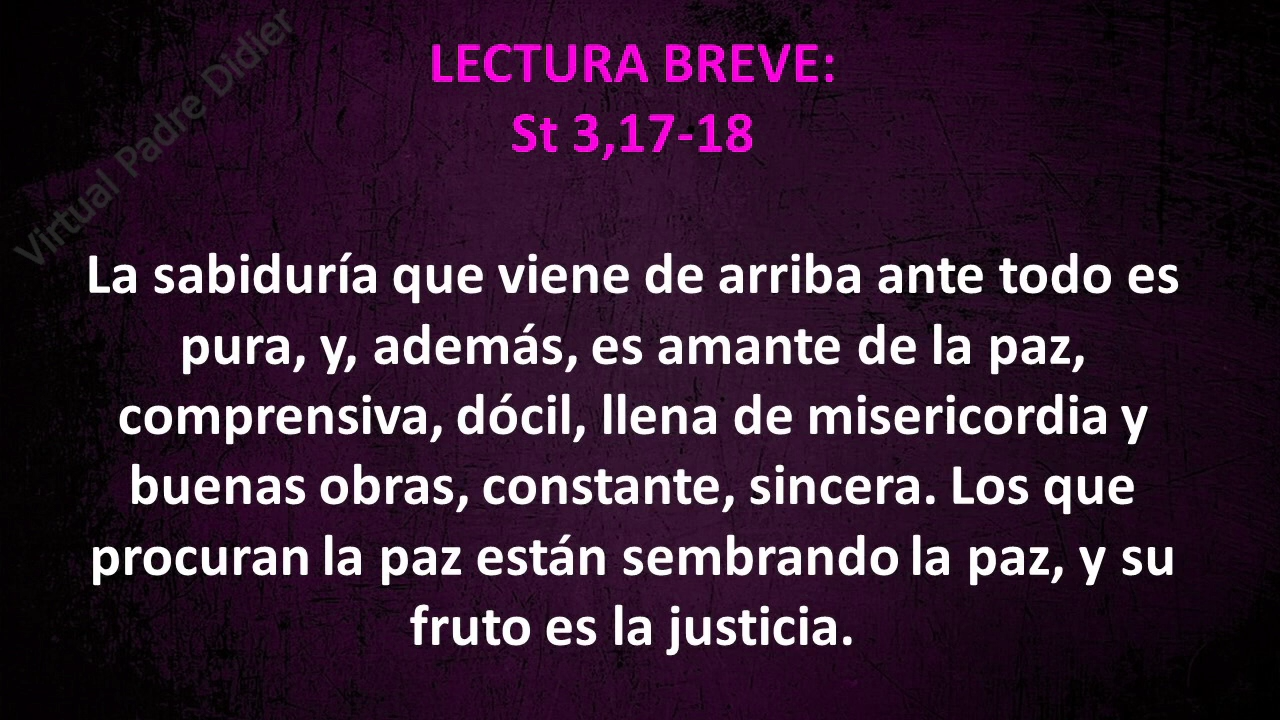 Virtual Padre Didier
LECTURA BREVE:
St 3,17-18
La sabiduría que viene de arriba ante todo es
pura, y, además, es amante de la paz,
comprensiva, dócil, llena de misericordia y
buenas obras, constante, sincera. Los que
procuran la paz están sembrando la paz, y su
fruto es la justicia.